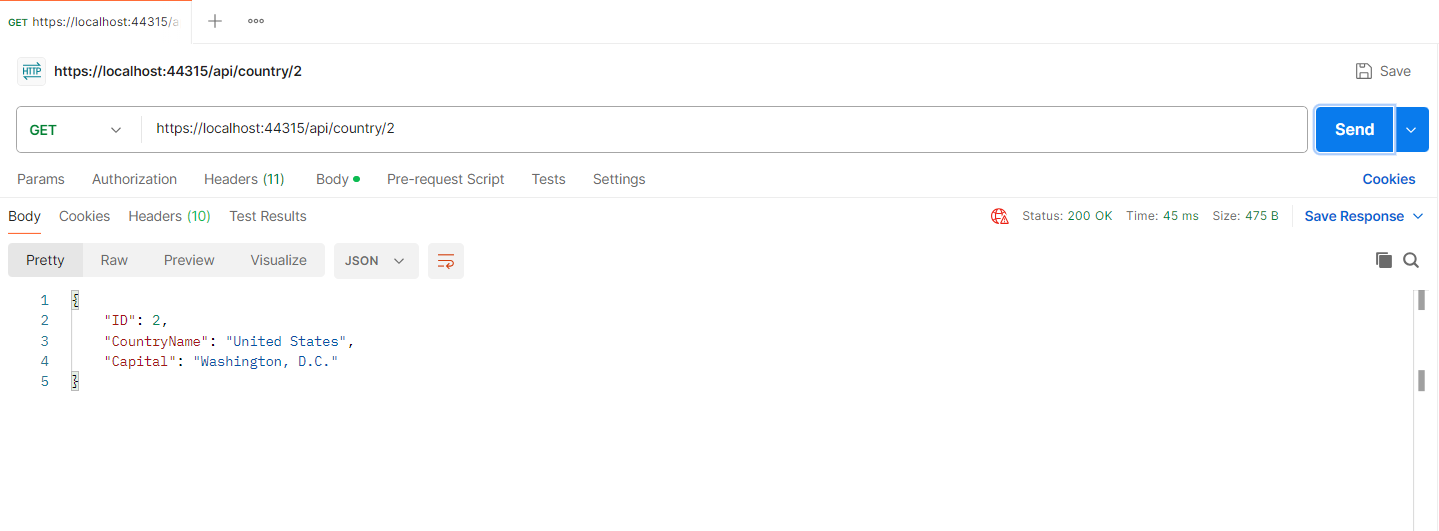 GET https://localhost:44315/a
HTTP https://localhost:44315/api/country/2 Save
GET https://localhost:44315/api/country/2 Send
Params Authorization Headers (11) Body Pre-request Script Tests Settings Cookies
Body Cookies Headers (10) Test Results Status: 200 OK Time: 45 ms Size: 475 B Save Response
Pretty Raw Preview Visualize JSON
1 {
2 "ID": 2,
3 "CountryName": "United States",
4 "Capital": "Washington, D.C."
5 }